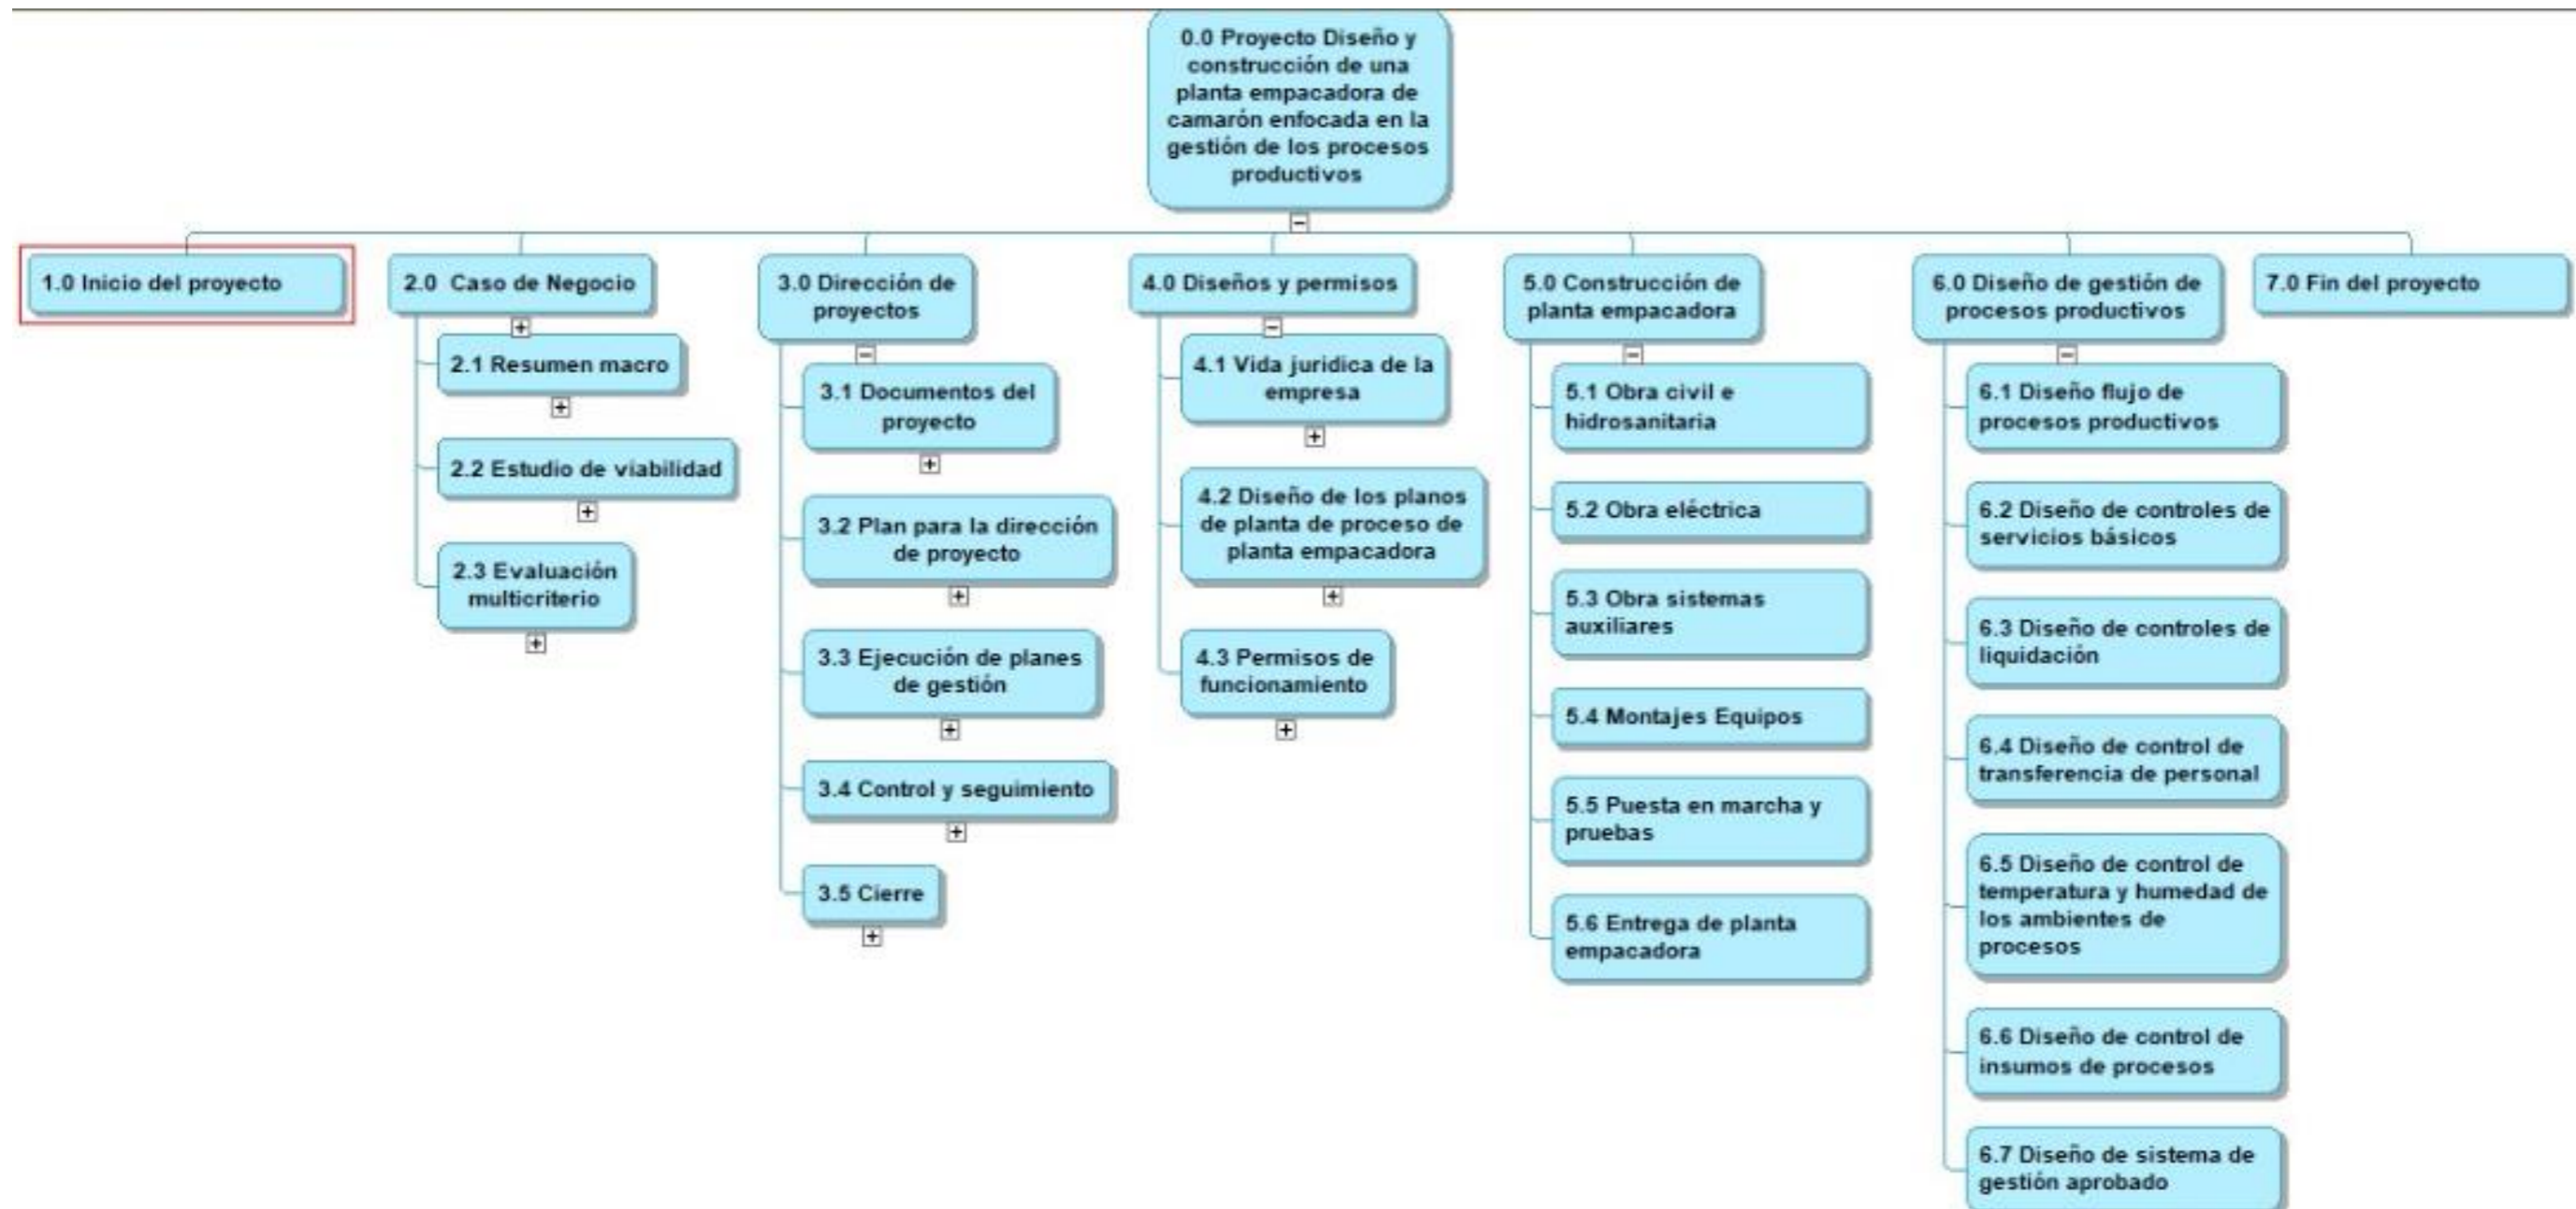 0.0 Proyecto Diseño y
construcción de una
planta empacadora de
camarón enfocada en la
gestión de los procesos
productivos
1.0 Inicio del proyecto
2.0 Caso de Negocio
2.1 Resumen macro
2.2 Estudio de viabilidad
2.3 Evaluación
multicriterio
3.0 Dirección de
proyectos
3.1 Documentos del
proyecto
3.2 Plan para la dirección
de proyecto
3.3 Ejecución de planes
de gestión
3.4 Control y seguimiento
3.5 Cierre
4.0 Diseños y permisos
4.1 Vida juridica de la
empresa
4.2 Diseño de los planos
de planta de proceso de
planta empacadora
4.3 Permisos de
funcionamiento
5.0 Construcción de
planta empacadora
5.1 Obra civil e
hidrosanitaria
5.2 Obra eléctrica
5.3 Obra sistemas
auxiliares
5.4 Montajes Equipos
5.5 Puesta en marcha y
pruebas
5.6 Entrega de planta
empacadora
6.0 Diseño de gestión de
procesos productivos
6.1 Diseño flujo de
procesos productivos
6.2 Diseño de controles de
servicios básicos
6.3 Diseño de controles de
liquidación
6.4 Diseño de control de
transferencia de personal
6.5 Diseño de control de
temperatura y humedad de
los ambientes de
procesos
6.6 Diseño de control de
insumos de procesos
6.7 Diseño de sistema de
gestión aprobado
7.0 Fin del proyecto